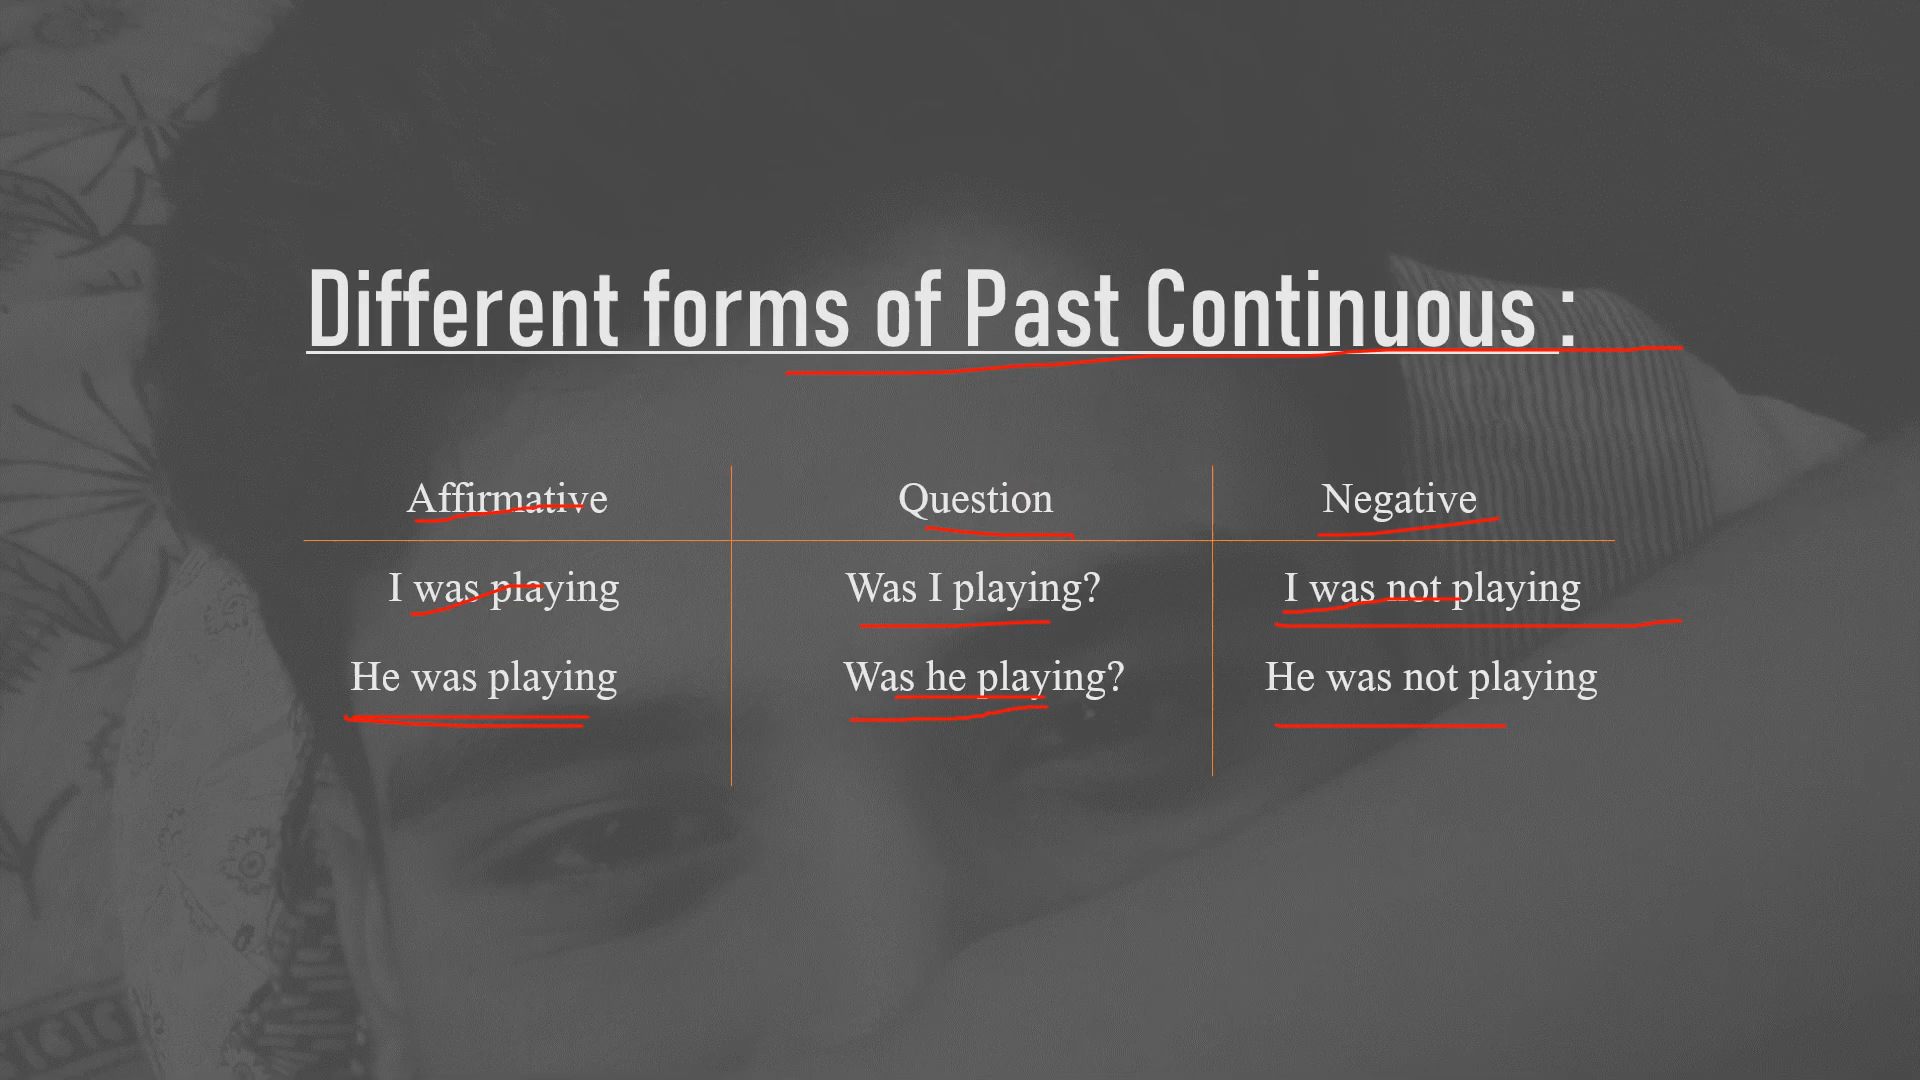 Different forms of Past Continuous :
Affirmative Question Negative
I was playing Was I playing? I was not playing
He was playing Was he playing? He was not playing